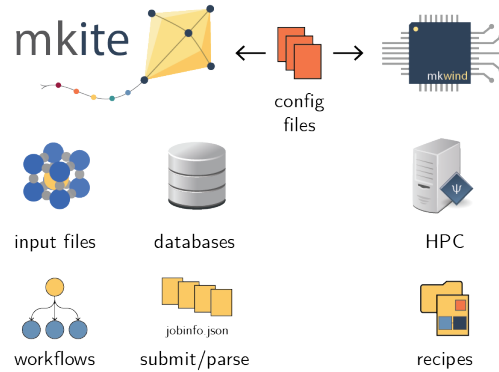 mkite
config
files
mkwind
input files
databases
Ψ
HPC
jobinfo.json
workflows
submit/parse
recipes